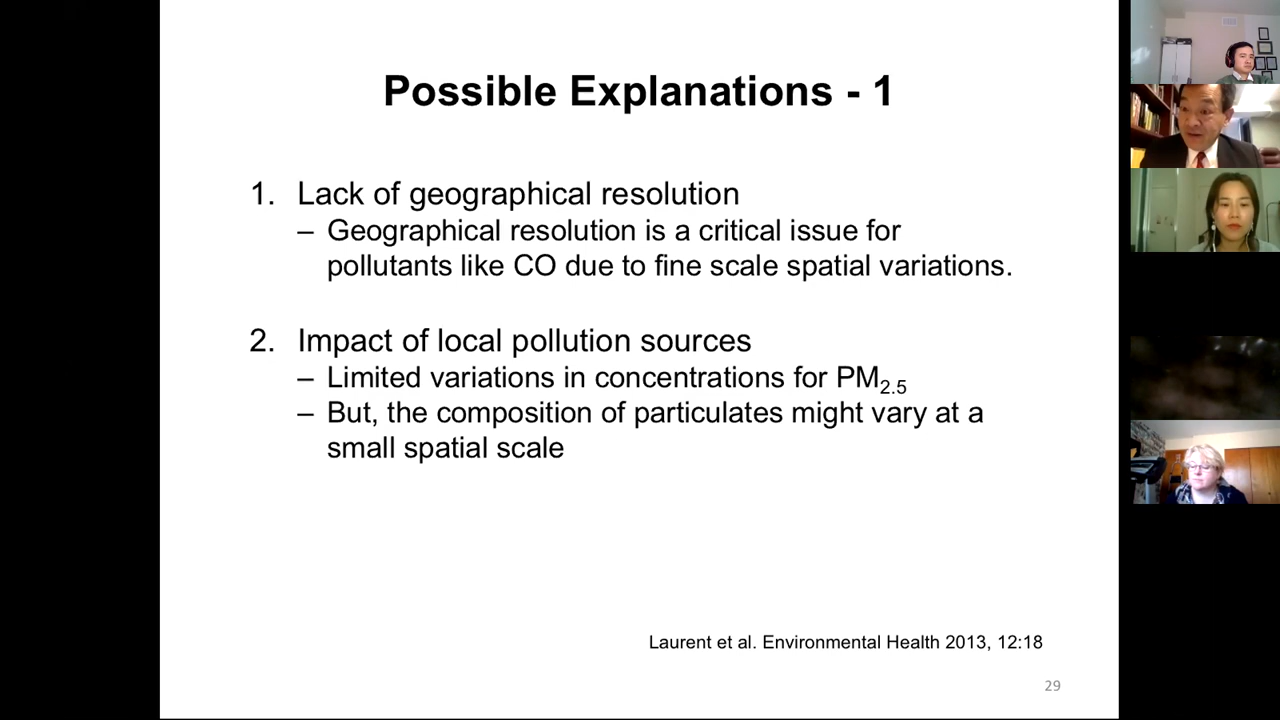 Possible Explanations - 1
1. Lack of geographical resolution
– Geographical resolution is a critical issue for
pollutants like CO due to fine scale spatial variations.
2. Impact of local pollution sources
– Limited variations in concentrations for PM2.5
– But, the composition of particulates might vary at a
small spatial scale
Laurent et al. Environmental Health 2013, 12:18
29